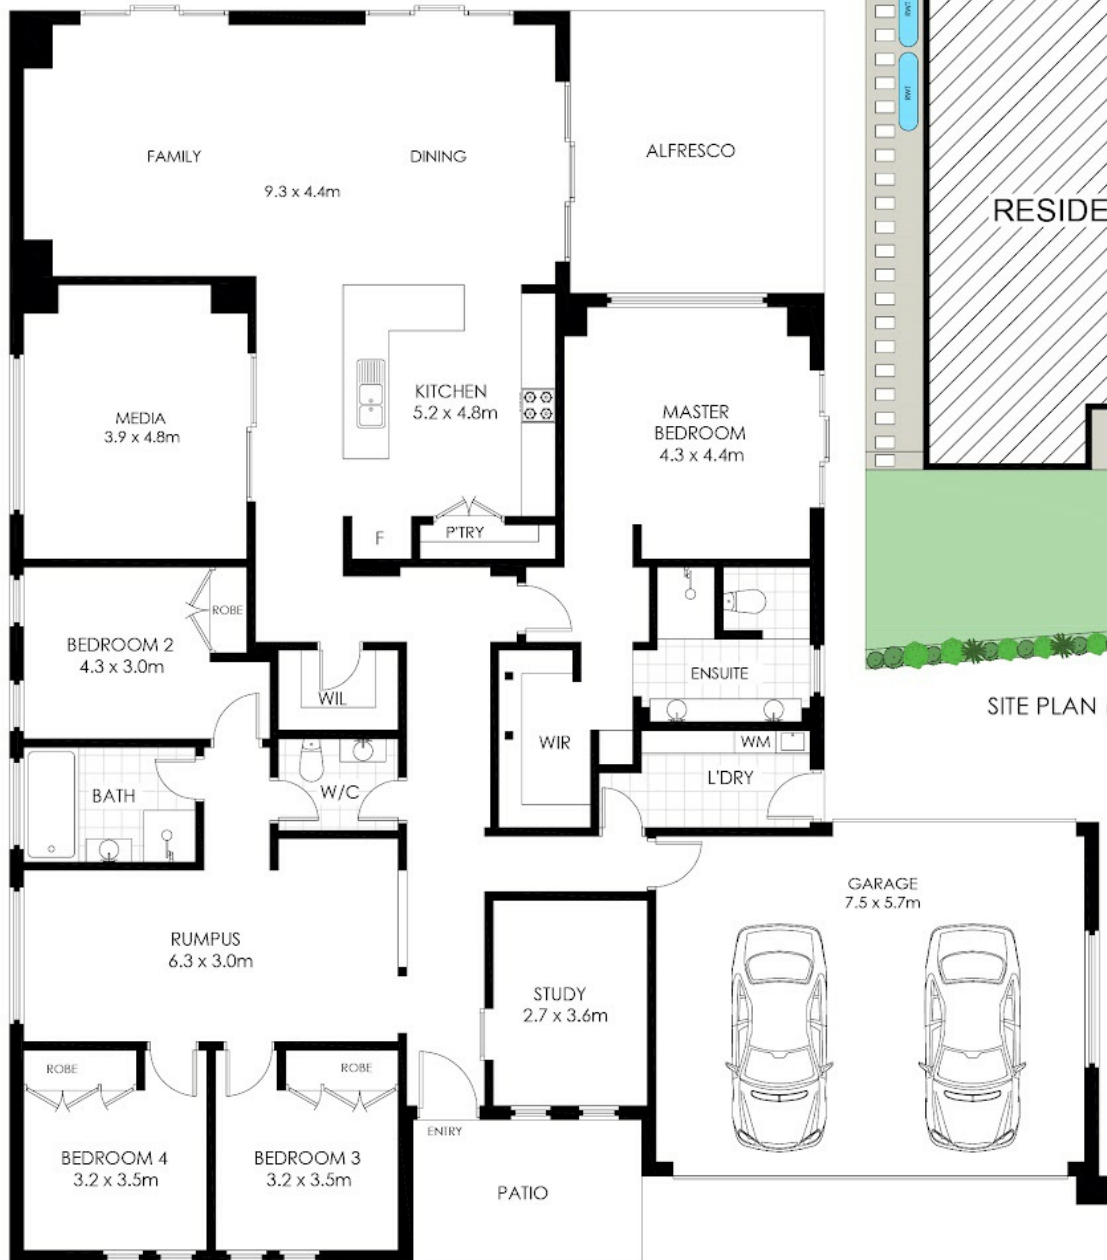 FAMILY
DINING
9.3 x 4.4m
ALFRESCO
RWT
RESIDE
KITCHEN
5.2 x 4.8m
MEDIA
3.9 x 4.8m
MASTER
BEDROOM
4.3 x 4.4m
F
P'TRY
ROBE
BEDROOM 2
4.3 x 3.0m
WIL
ENSUITE
SITE PLAN
WIR
WM
L'DRY
BATH
W/C
GARAGE
7.5 x 5.7m
RUMPUS
6.3 x 3.0m
STUDY
2.7 x 3.6m
ROBE
ROBE
ENTRY
BEDROOM 4
3.2 x 3.5m
BEDROOM 3
3.2 x 3.5m
PATIO